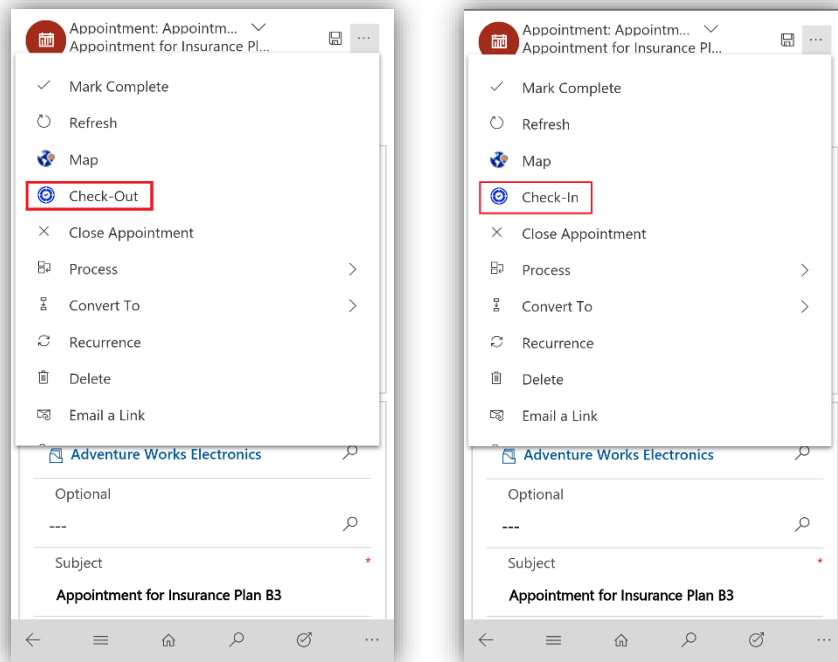 Appointment: Appointm...
Appointment for Insurance Pl...
Mark Complete
Refresh
Map
Check-Out
Close Appointment
Process
Convert To
Recurrence
Delete
Email a Link
Adventure Works Electronics
Optional
---
Subject *
Appointment for Insurance Plan B3
Appointment: Appointm...
Appointment for Insurance Pl...
Mark Complete
Refresh
Map
Check-In
Close Appointment
Process
Convert To
Recurrence
Delete
Email a Link
Adventure Works Electronics
Optional
---
Subject *
Appointment for Insurance Plan B3